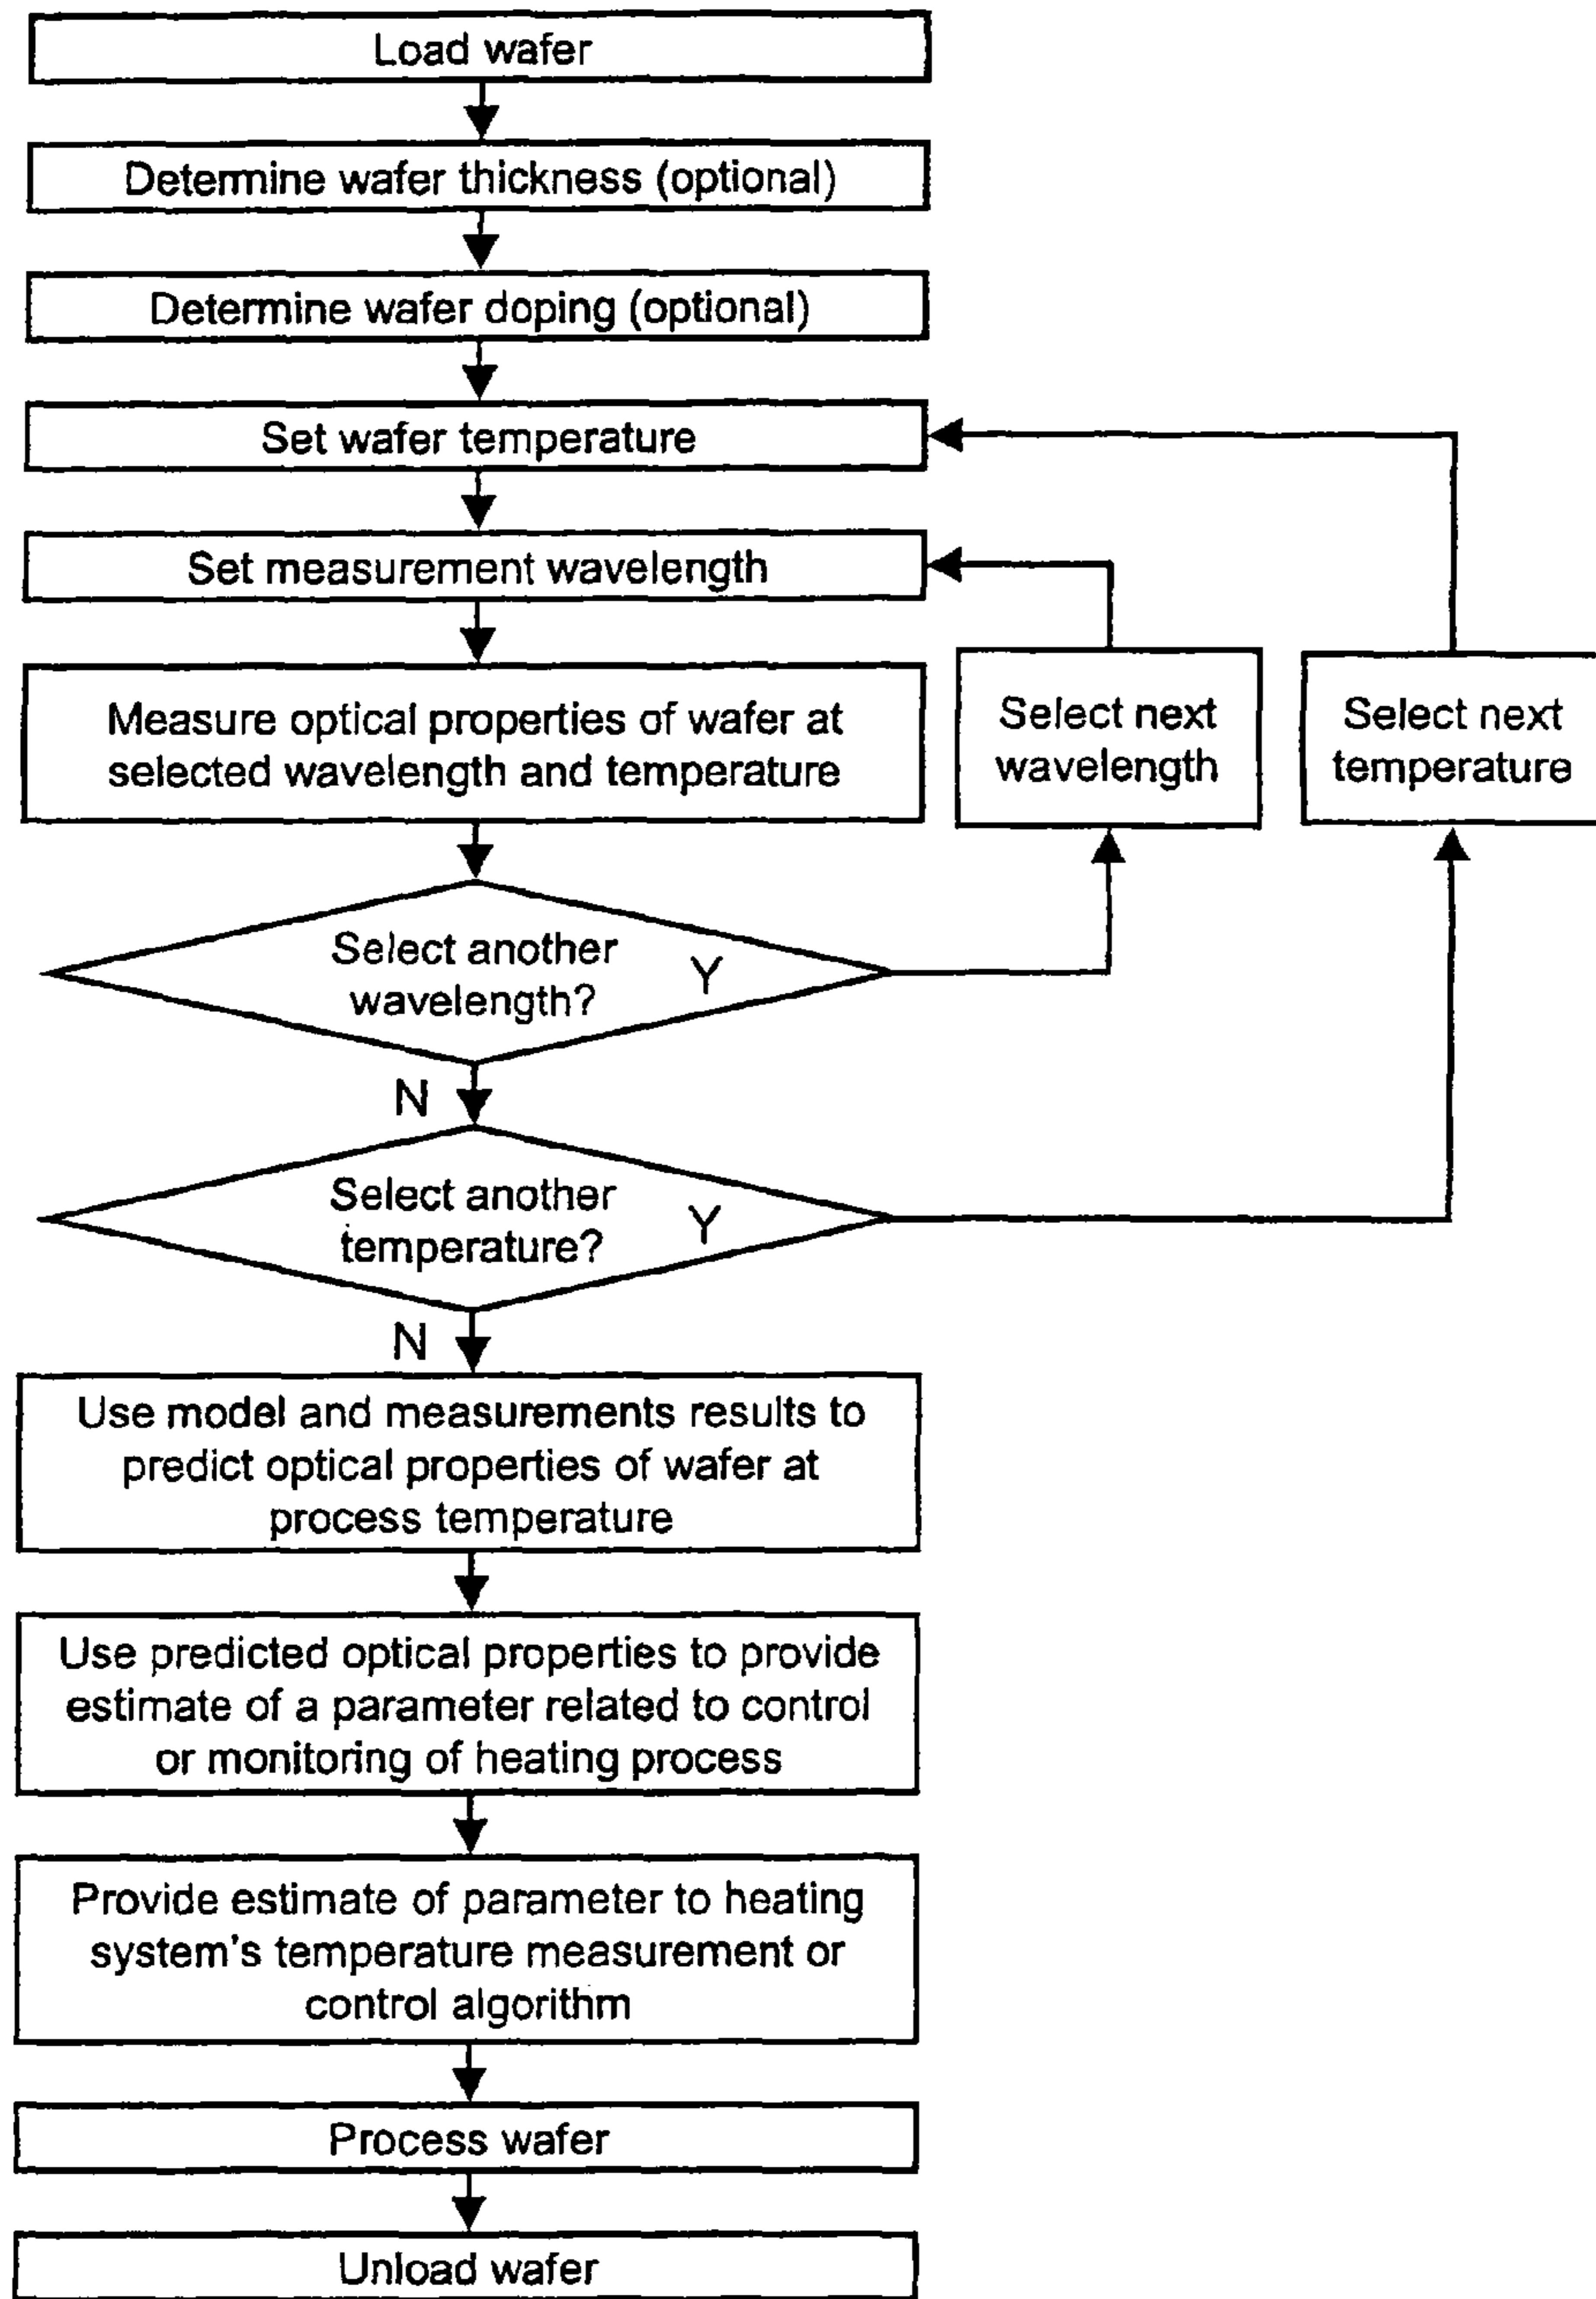 Load wafer
Determine wafer thickness (optional)
Determine wafer doping (optional)
Set wafer temperature
Set measurement wavelength
Measure optical properties of wafer at
selected wavelength and temperature
Select next
wavelength
Select next
temperature
Select another
wavelength?
Y
N
Select another
temperature?
Y
N
Use model and measurements results to
predict optical properties of wafer at
process temperature
Use predicted optical properties to provide
estimate of a parameter related to control
or monitoring of heating process
Provide estimate of parameter to heating
system's temperature measurement or
control algorithm
Process wafer
Unload wafer